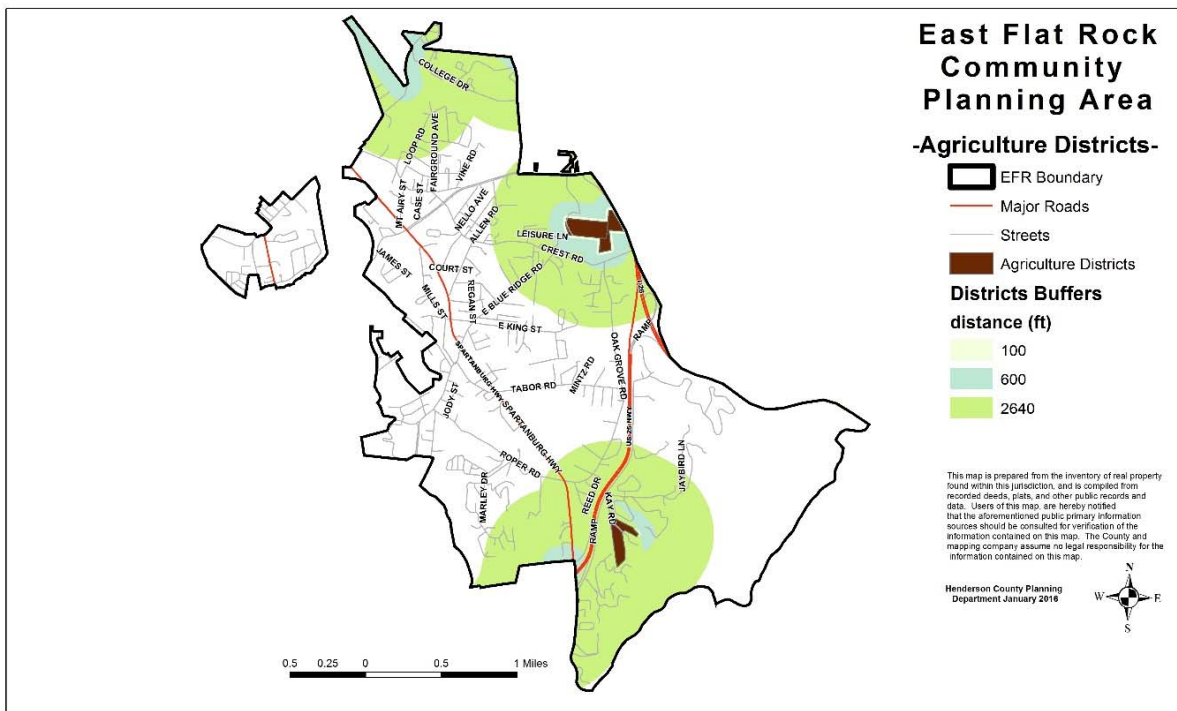 East Flat Rock
Community
Planning Area
-Agriculture Districts-
EFR Boundary
Major Roads
Streets
Agriculture Districts
Districts Buffers
distance (ft)
100
600
2640
This map is prepared from the inventory of real property
found within this jurisdiction, and is compiled from
recorded deeds, plats, and other public records and
data. Users of this map, are hereby notified
that the aforementioned public primary information
sources should be consulted for verification of the
information contained on this map. The County and
mapping company assume no legal responsibility for the
information contained on this map.
Henderson County Planning
Department January 2016
N
W
E
S
COLLEGE DR
LOOP RD
FAIRGROUND AVE
VINE RD
MT AIRY ST
CASE ST
NELLO AVE
ALLEN RD
LEISURE LN
CREST RD
JAMES ST
COURT ST
MILLS ST
REGAN ST
E BLUE RIDGE RD
E KING ST
RAMP
OAK GROVE RD
MINTZ RD
SPARTANBURG HWY
SPARTANBURG HWY
TABOR RD
JODY ST
US 25 HWY
ROPER RD
MARLEY DR
REED DR
KAY RD
JAYBIRD LN
RAMP
0.5 0.25 0 0.5 1 Miles